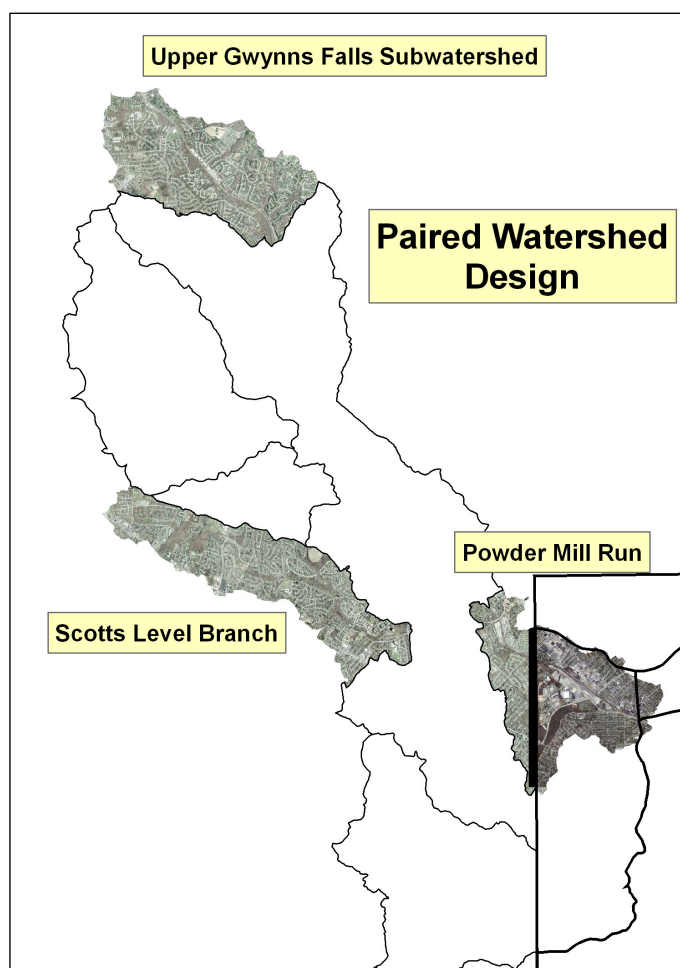 Upper Gwynns Falls Subwatershed
Paired Watershed
Design
Powder Mill Run
Scotts Level Branch